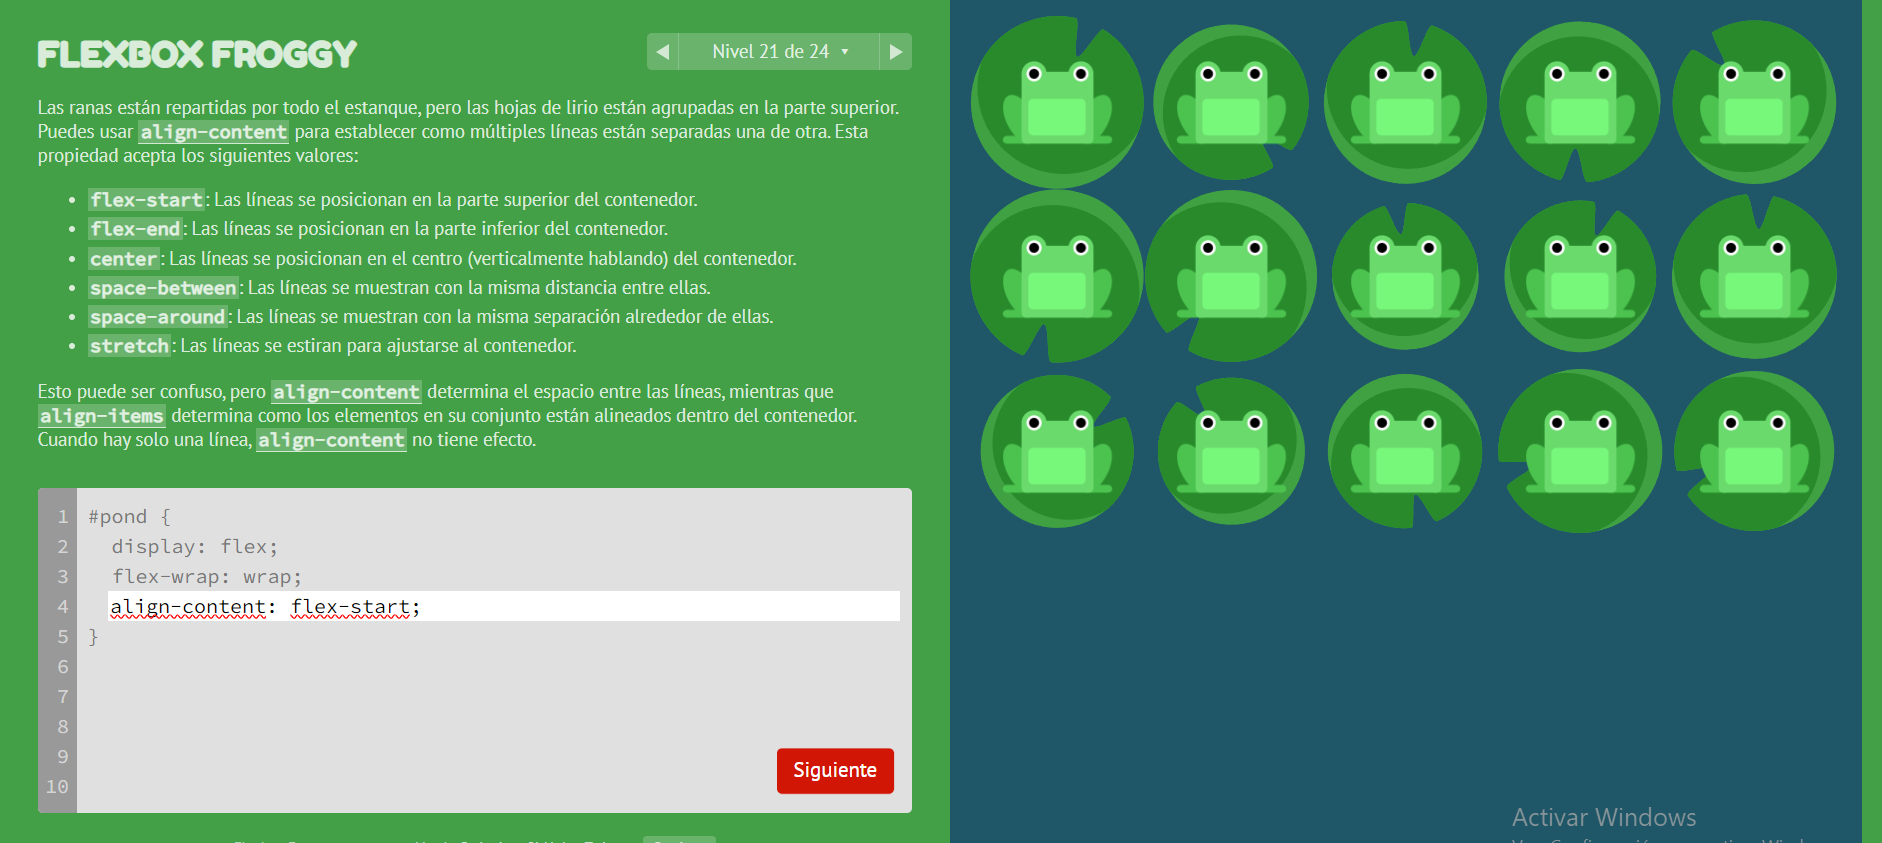 FLEXBOX FROGGY
Nivel 21 de 24
Las ranas están repartidas por todo el estanque, pero las hojas de lirio están agrupadas en la parte superior.
Puedes usar align-content para establecer como múltiples líneas están separadas una de otra. Esta
propiedad acepta los siguientes valores:
• flex-start: Las líneas se posicionan en la parte superior del contenedor.
• flex-end: Las líneas se posicionan en la parte inferior del contenedor.
• center: Las líneas se posicionan en el centro (verticalmente hablando) del contenedor.
• space-between: Las líneas se muestran con la misma distancia entre ellas.
• space-around: Las líneas se muestran con la misma separación alrededor de ellas.
• stretch: Las líneas se estiran para ajustarse al contenedor.
Esto puede ser confuso, pero align-content determina el espacio entre las líneas, mientras que
align-items determina como los elementos en su conjunto están alineados dentro del contenedor.
Cuando hay solo una línea, align-content no tiene efecto.
1 #pond {
2 display: flex;
3 flex-wrap: wrap;
4 align-content: flex-start;
5 }
6
7
8
9
10
Siguiente
Activar Windows